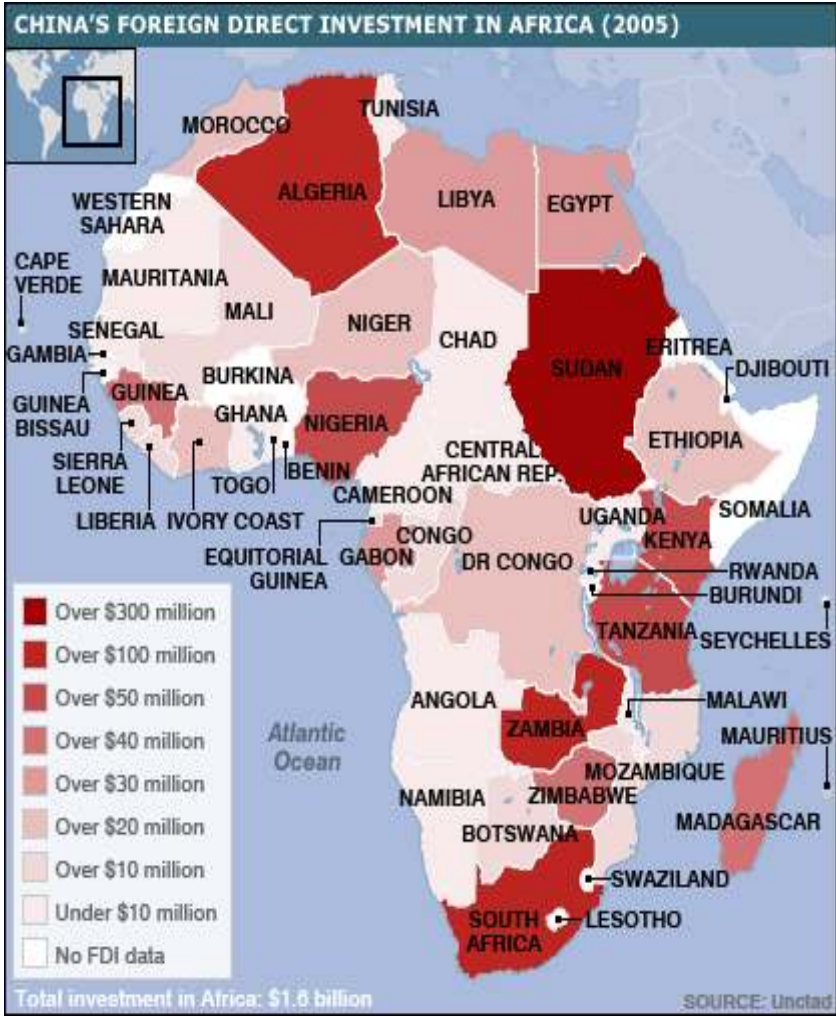 CHINA'S FOREIGN DIRECT INVESTMENT IN AFRICA (2005)
TUNISIA
MOROCCO
ALGERIA
LIBYA
EGYPT
WESTERN
SAHARA
CAPE
VERDE
MAURITANIA
MALI
NIGER
CHAD
SUDAN
ERITREA
DJIBOUTI
SENEGAL
GAMBIA
GUINEA
BISSAU
GUINEA
BURKINA
GHANA
NIGERIA
ETHIOPIA
SIERRA
LEONE
LIBERIA
IVORY COAST
TOGO
BENIN
CENTRAL
AFRICAN REP.
CAMEROON
SOMALIA
UGANDA
KENYA
EQUITORIAL
GUINEA
GABON
CONGO
DR CONGO
RWANDA
BURUNDI
TANZANIA
SEYCHELLES
ANGOLA
ZAMBIA
MALAWI
MAURITIUS
MOZAMBIQUE
NAMIBIA
ZIMBABWE
BOTSWANA
MADAGASCAR
SWAZILAND
SOUTH
AFRICA
LESOTHO
Atlantic
Ocean
Over $300 million
Over $100 million
Over $50 million
Over $40 million
Over $30 million
Over $20 million
Over $10 million
Under $10 million
No FDI data
Total investment in Africa: $1.6 billion
SOURCE: Unctad